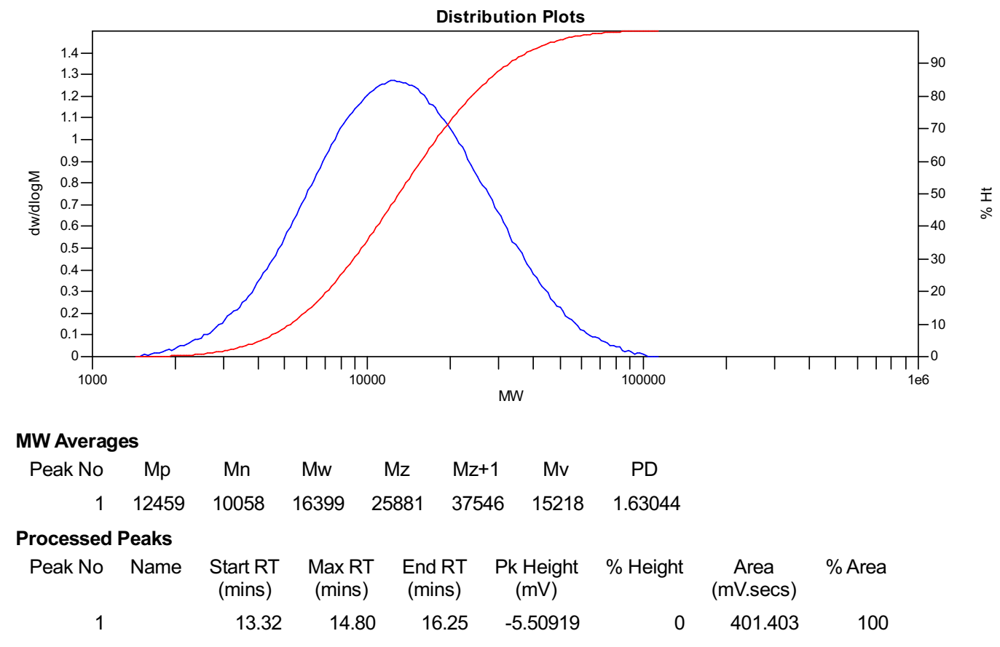 Distribution Plots
1.4
1.3
1.2
1.1
1
0.9
0.8
0.7
0.6
0.5
0.4
0.3
0.2
0.1
0
dw/dlogM
90
80
70
60
50
40
30
20
10
0
% Ht
1000 10000 100000 1e6
MW
MW Averages
Peak No Mp Mn Mw Mz Mz+1 Mv PD
1 12459 10058 16399 25881 37546 15218 1.63044
Processed Peaks
Peak No Name Start RT Max RT End RT Pk Height % Height Area % Area
(mins) (mins) (mins) (mV) (mV.secs)
1 13.32 14.80 16.25 -5.50919 0 401.403 100